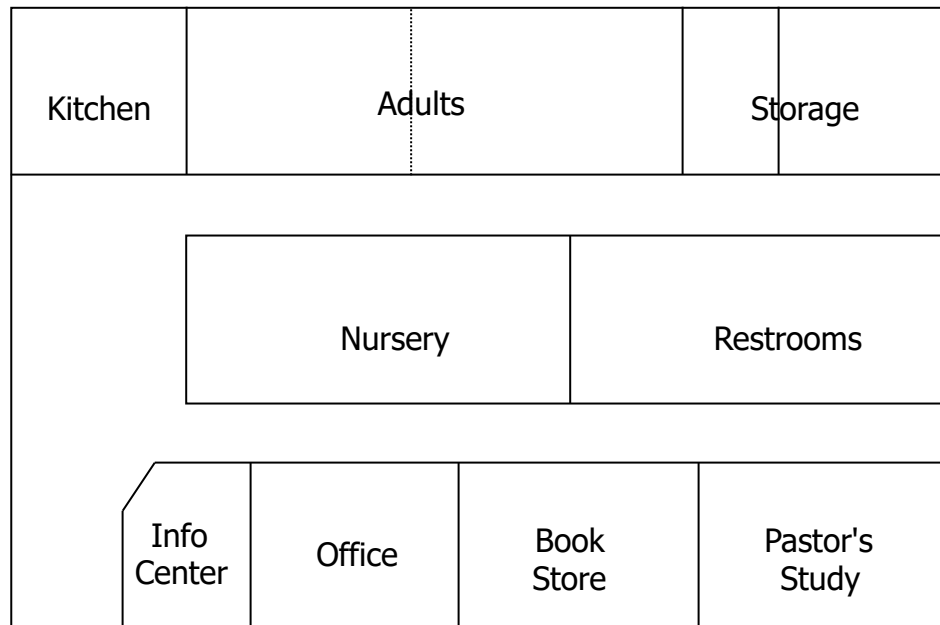 Kitchen
Adults
Storage
Nursery
Restrooms
Info
Center
Office
Book
Store
Pastor's
Study